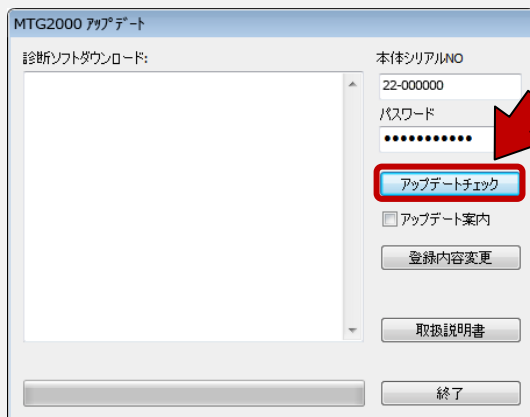 MTG2000 ｱｯﾌﾟﾃﾞｰﾄ
診断ソフトダウンロード:
本体シリアルNO
22-000000
パスワード
●●●●●●●●●●●
アップデートチェック
アップデート案内
登録内容変更
取扱説明書
終了